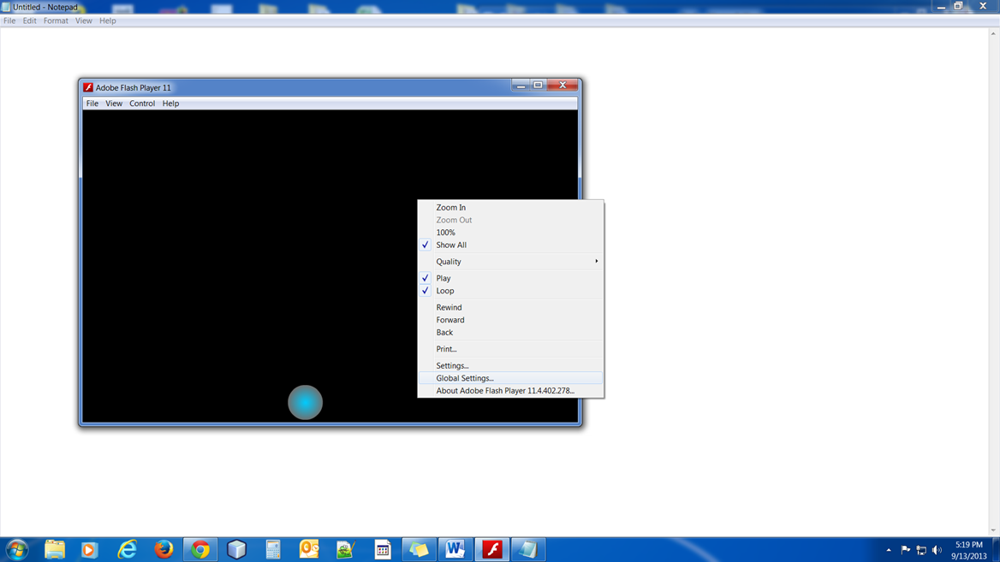 Untitled - Notepad
File Edit Format View Help
Adobe Flash Player 11
File View Control Help
Zoom In
Zoom Out
100%
Show All
Quality
Play
Loop
Rewind
Forward
Back
Print...
Settings...
Global Settings...
About Adobe Flash Player 11.4.402.278...
5:19 PM
9/13/2013